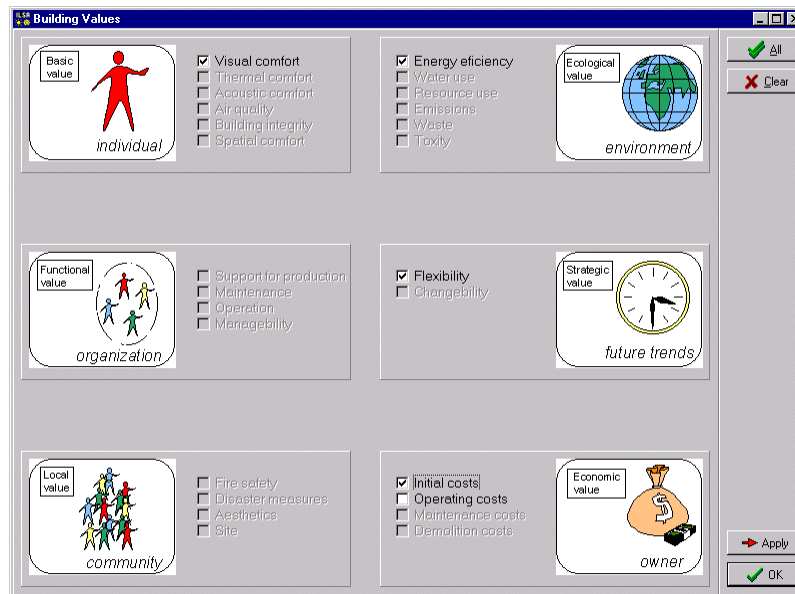 ILSA
Building Values
Basic
value
individual
Visual comfort
Thermal comfort
Acoustic comfort
Air quality
Building integrity
Spatial comfort
Energy eficiency
Water use
Resource use
Emissions
Waste
Toxity
Ecological
value
environment
All
Clear
Functional
value
organization
Support for production
Maintenance
Operation
Managebility
Flexibility
Changebility
Strategic
value
future trends
Local
value
community
Fire safety
Disaster measures
Aesthetics
Site
Initial costs
Operating costs
Maintenance costs
Demolition costs
Economic
value
$
owner
Apply
OK